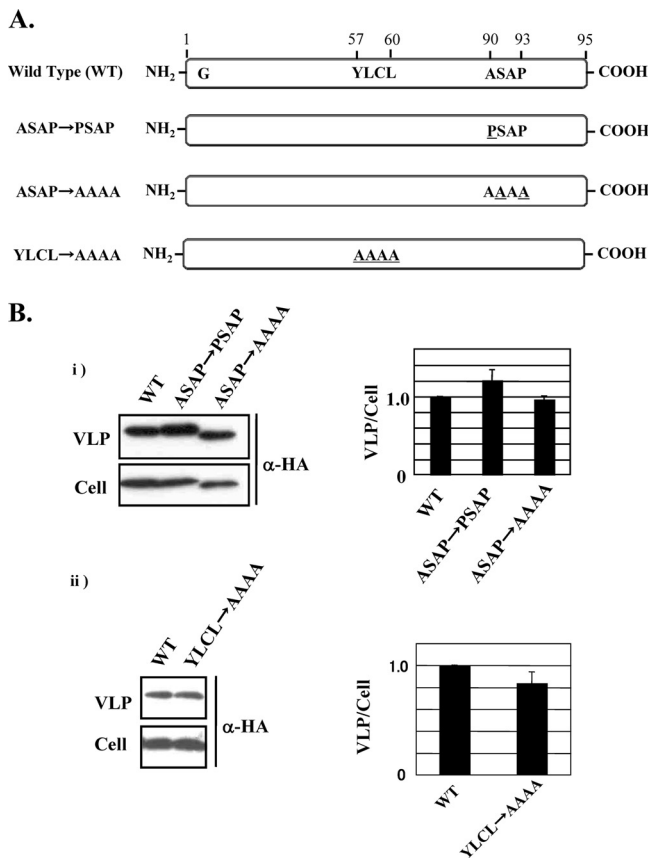 A.
1 57 60 90 93 95
Wild Type (WT) NH2 G YLCL ASAP COOH
ASAP→PSAP NH2 PSAP COOH
ASAP→AAAA NH2 AAAA COOH
YLCL→AAAA NH2 AAAA COOH
B.
i )
WT ASAP→PSAP ASAP→AAAA
VLP
Cell
α-HA
VLP/Cell
1.0
0
WT ASAP→PSAP ASAP→AAAA
ii )
WT YLCL→AAAA
VLP
Cell
α-HA
VLP/Cell
1.0
0
WT YLCL→AAAA